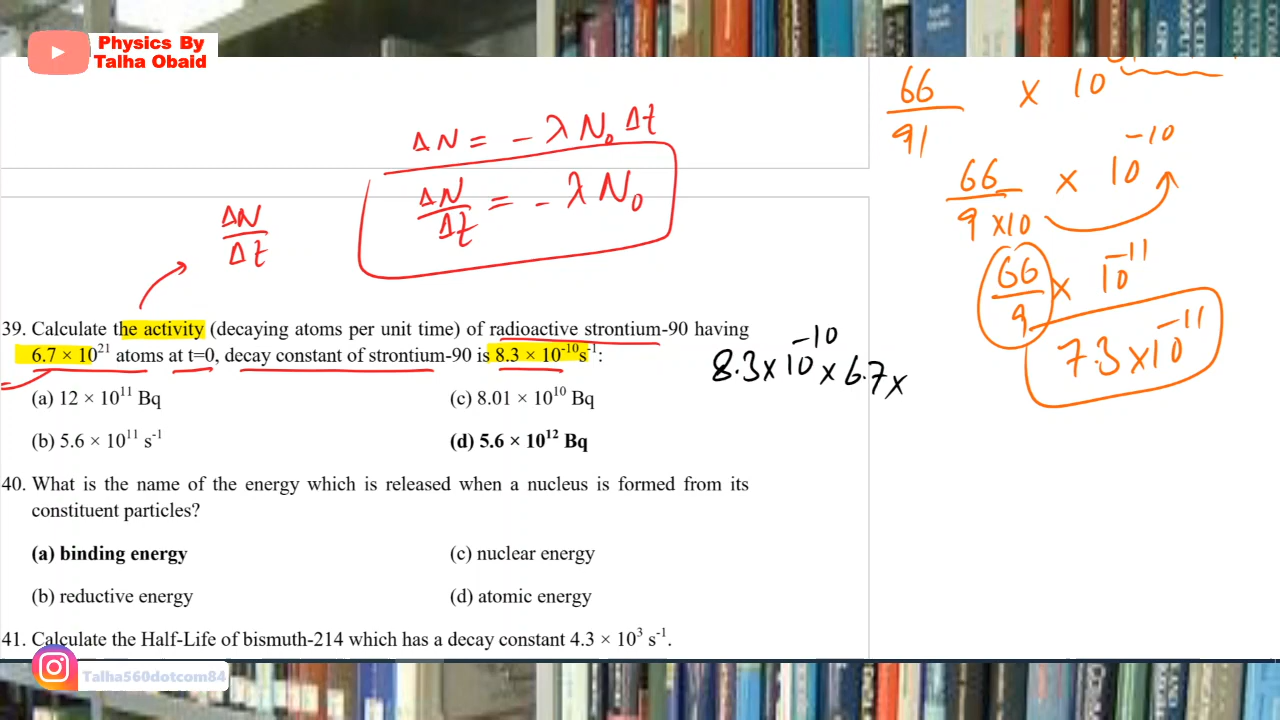 Physics By
Talha Obaid
ΔN = - λ N₀ Δt
ΔN/Δt = - λ N₀
ΔN/Δt
39. Calculate the activity (decaying atoms per unit time) of radioactive strontium-90 having
6.7 × 10²¹ atoms at t=0, decay constant of strontium-90 is 8.3 × 10⁻¹⁰s⁻¹:
(a) 12 × 10¹¹ Bq
(c) 8.01 × 10¹⁰ Bq
(b) 5.6 × 10¹¹ s⁻¹
(d) 5.6 × 10¹² Bq
40. What is the name of the energy which is released when a nucleus is formed from its
constituent particles?
(a) binding energy
(c) nuclear energy
(b) reductive energy
(d) atomic energy
41. Calculate the Half-Life of bismuth-214 which has a decay constant 4.3 × 10³ s⁻¹.
8.3 × 10⁻¹⁰ × 6.7 ×
66/91 × 10
66/9×10 × 10⁻¹⁰
66/9 × 10⁻¹¹
7.3 × 10⁻¹¹
Talha560dotcom84